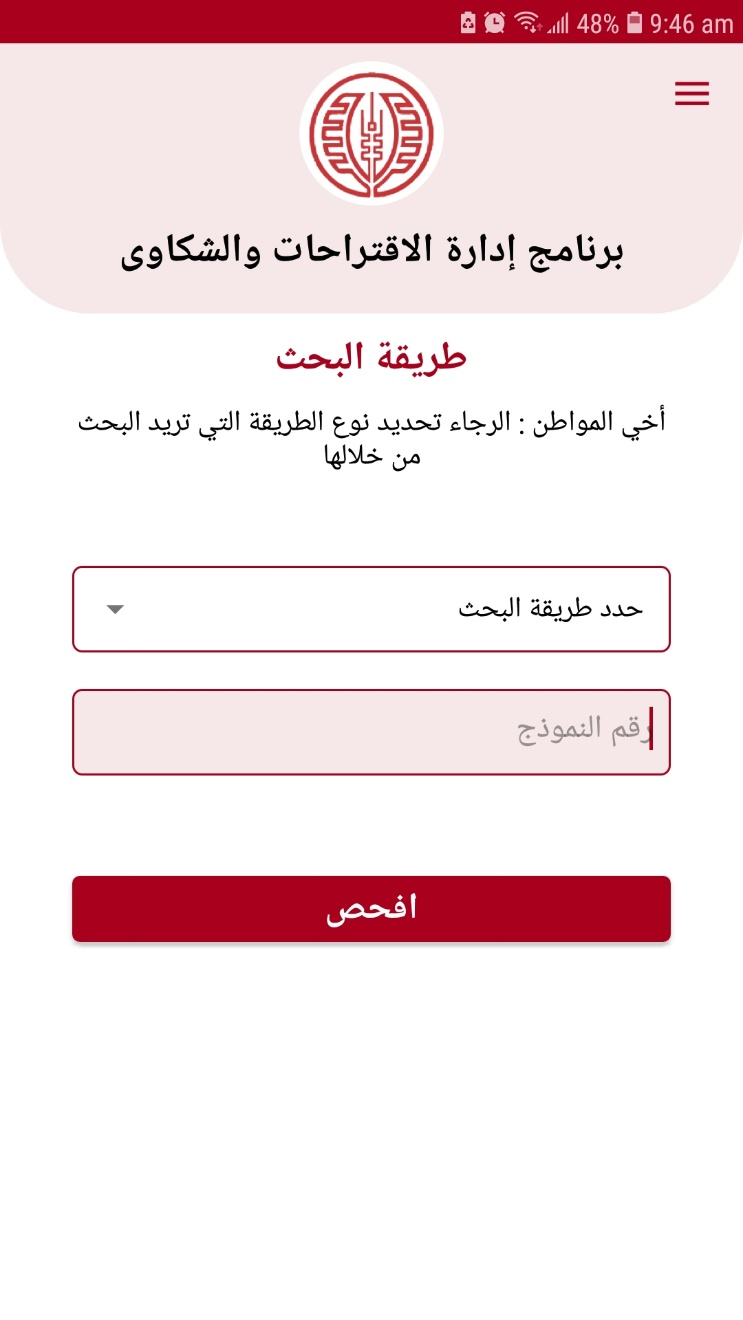 48% 9:46 am
برنامج إدارة الاقتراحات والشكاوى
طريقة البحث
أخي المواطن : الرجاء تحديد نوع الطريقة التي تريد البحث
من خلالها
حدد طريقة البحث
رقم النموذج
افحص